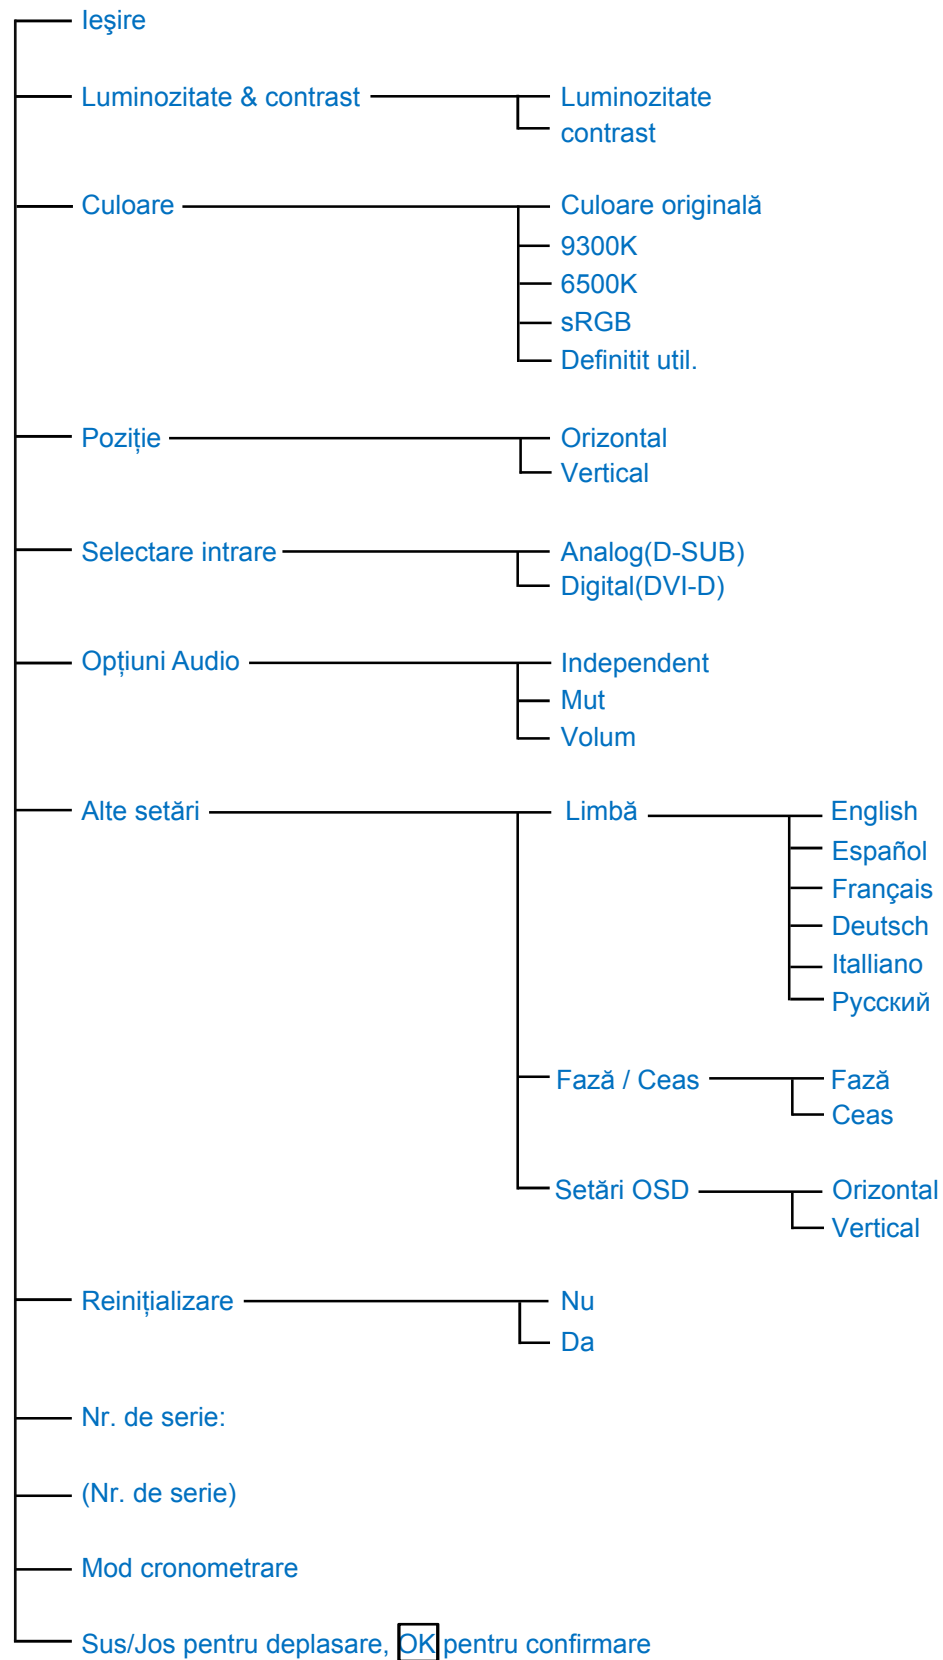 Ieşire
Luminozitate & contrast
Luminozitate
contrast
Culoare
Culoare originală
9300K
6500K
sRGB
Definitit util.
Poziție
Orizontal
Vertical
Selectare intrare
Analog(D-SUB)
Digital(DVI-D)
Opțiuni Audio
Independent
Mut
Volum
Alte setări
Limbă
English
Español
Français
Deutsch
Italliano
Русский
Fază / Ceas
Fază
Ceas
Setări OSD
Orizontal
Vertical
Reinițializare
Nu
Da
Nr. de serie:
(Nr. de serie)
Mod cronometrare
Sus/Jos pentru deplasare, OK pentru confirmare